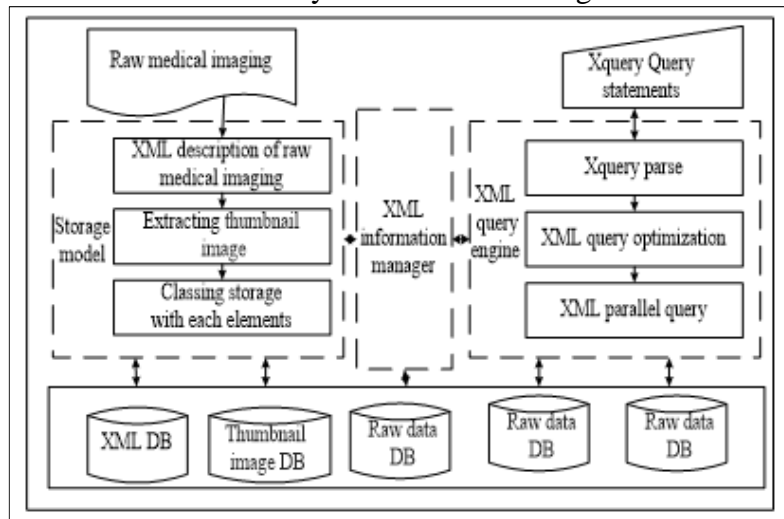 Raw medical imaging
Xquery Query
statements
XML description of raw
medical imaging
Extracting thumbnail
image
Classing storage
with each elements
Storage
model
XML
information
manager
XML
query
engine
Xquery parse
XML query optimization
XML parallel query
XML DB
Thumbnail
image DB
Raw data
DB
Raw data
DB
Raw data
DB